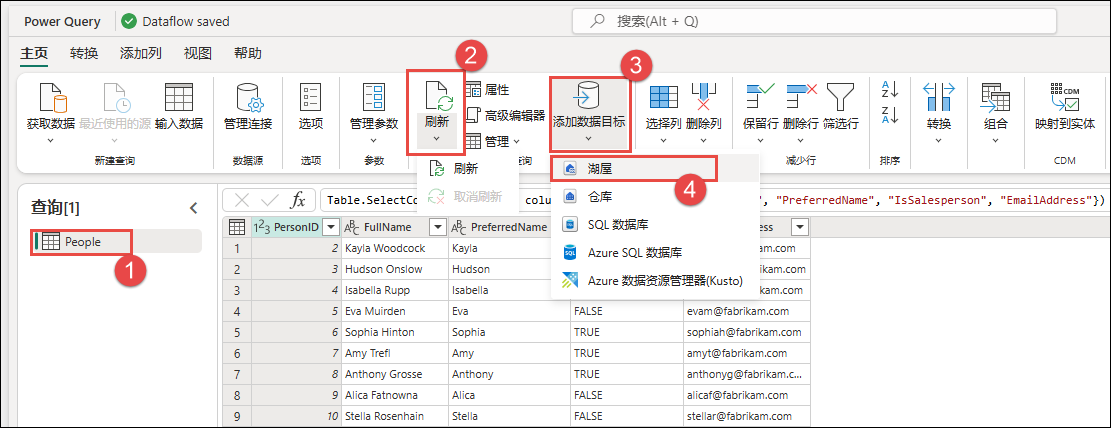 Power Query Dataflow saved 搜索(Alt + Q)
主页 转换 添加列 视图 帮助
2
3
获取数据 最近使用的源 输入数据 管理连接 选项 管理参数 刷新 属性 高级编辑器 管理 添加数据目标 选择列 删除列 保留行 删除行 筛选行 转换 组合 CDM 映射到实体
新建查询 数据源 选项 参数 查询 减少行 排序 CDM
刷新
取消刷新
湖屋
4
仓库
SQL 数据库
Azure SQL 数据库
Azure 数据资源管理器(Kusto)
查询[1]
People
1
fx Table.SelectCo colu ", "PreferredName", "IsSalesperson", "EmailAddress"})
1 2 3 PersonID ABC FullName ABC PreferredName ess
1 2 Kayla Woodcock Kayla .com
2 3 Hudson Onslow Hudson am.com
3 4 Isabella Rupp Isabella am.com
4 5 Eva Muirden Eva FALSE evam@fabrikam.com
5 6 Sophia Hinton Sophia TRUE sophiah@fabrikam.com
6 7 Amy Trefl Amy TRUE amyt@fabrikam.com
7 8 Anthony Grosse Anthony TRUE anthonyg@fabrikam.c...
8 9 Alica Fatnowna Alica FALSE alicaf@fabrikam.com
9 10 Stella Rosenhain Stella FALSE stellar@fabrikam.com